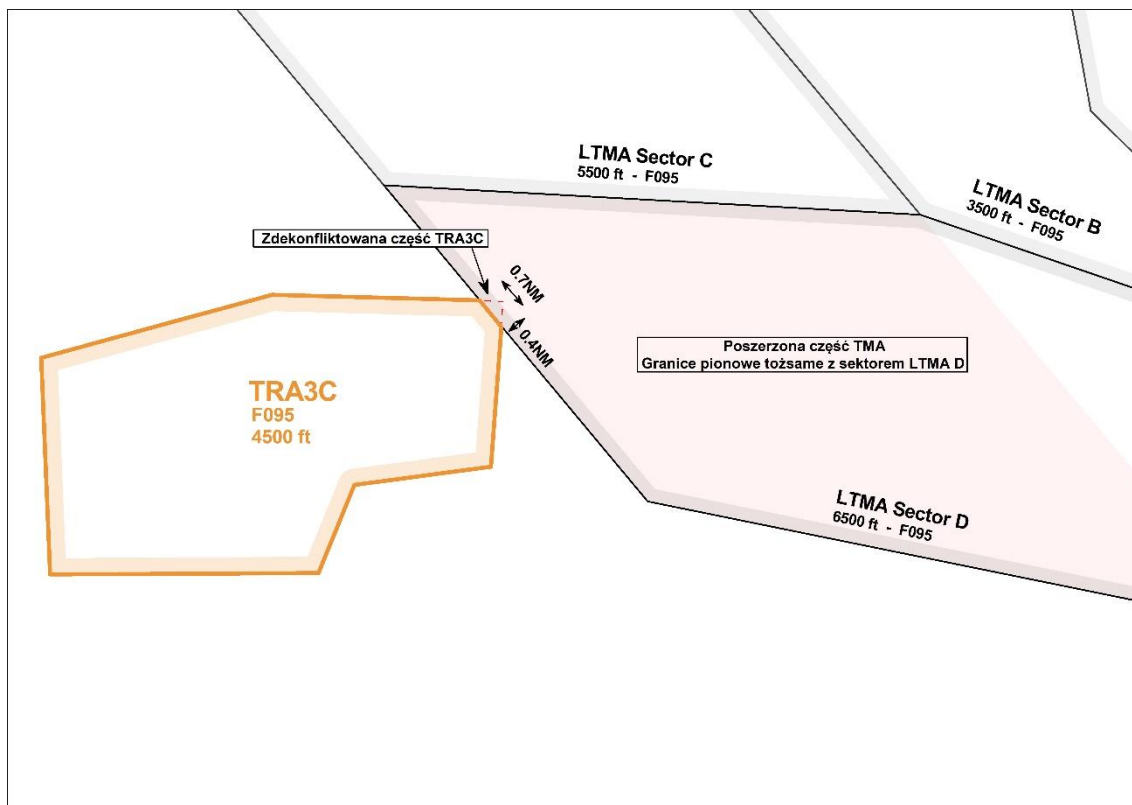 LTMA Sector C
5500 ft - F095
LTMA Sector B
3500 ft - F095
Zdekonfliktowana część TRA3C
0.7NM
0.4NM
Poszerzona część TMA
Granice pionowe tożsame z sektorem LTMA D
TRA3C
F095
4500 ft
LTMA Sector D
6500 ft - F095